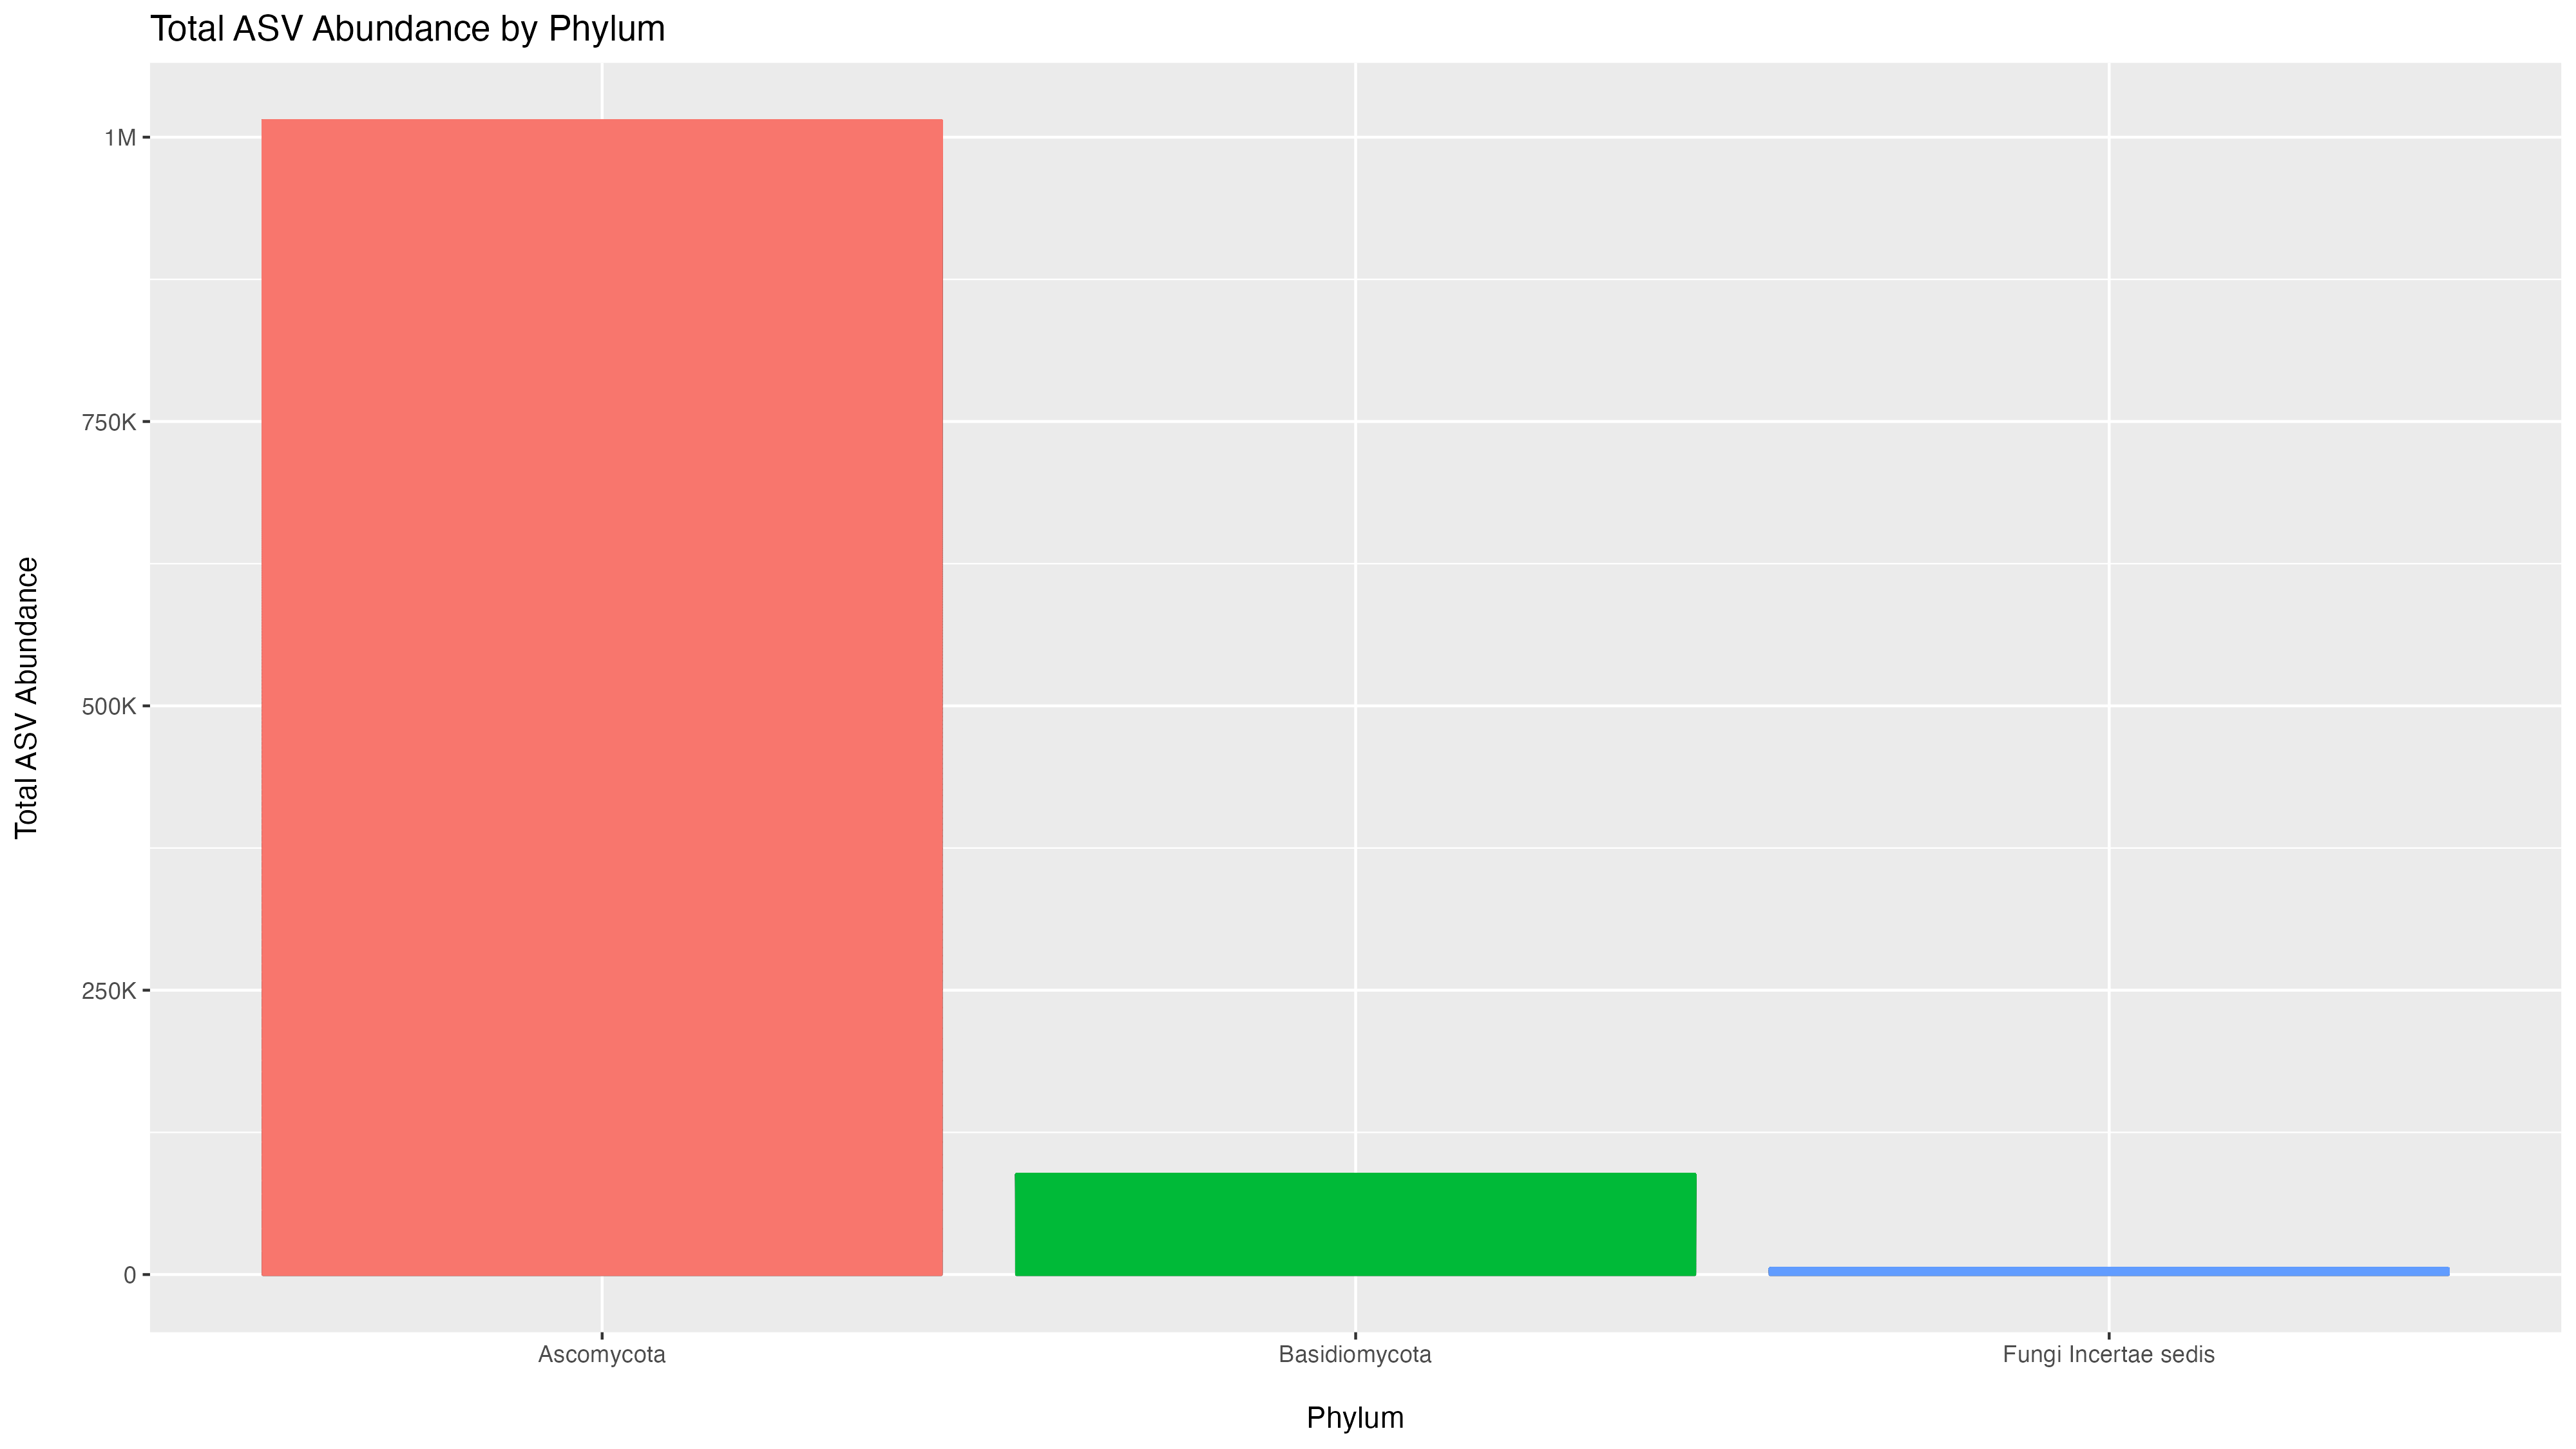 Total ASV Abundance by Phylum
Total ASV Abundance
1M
750K
500K
250K
0
Ascomycota
Basidiomycota
Fungi Incertae sedis
Phylum